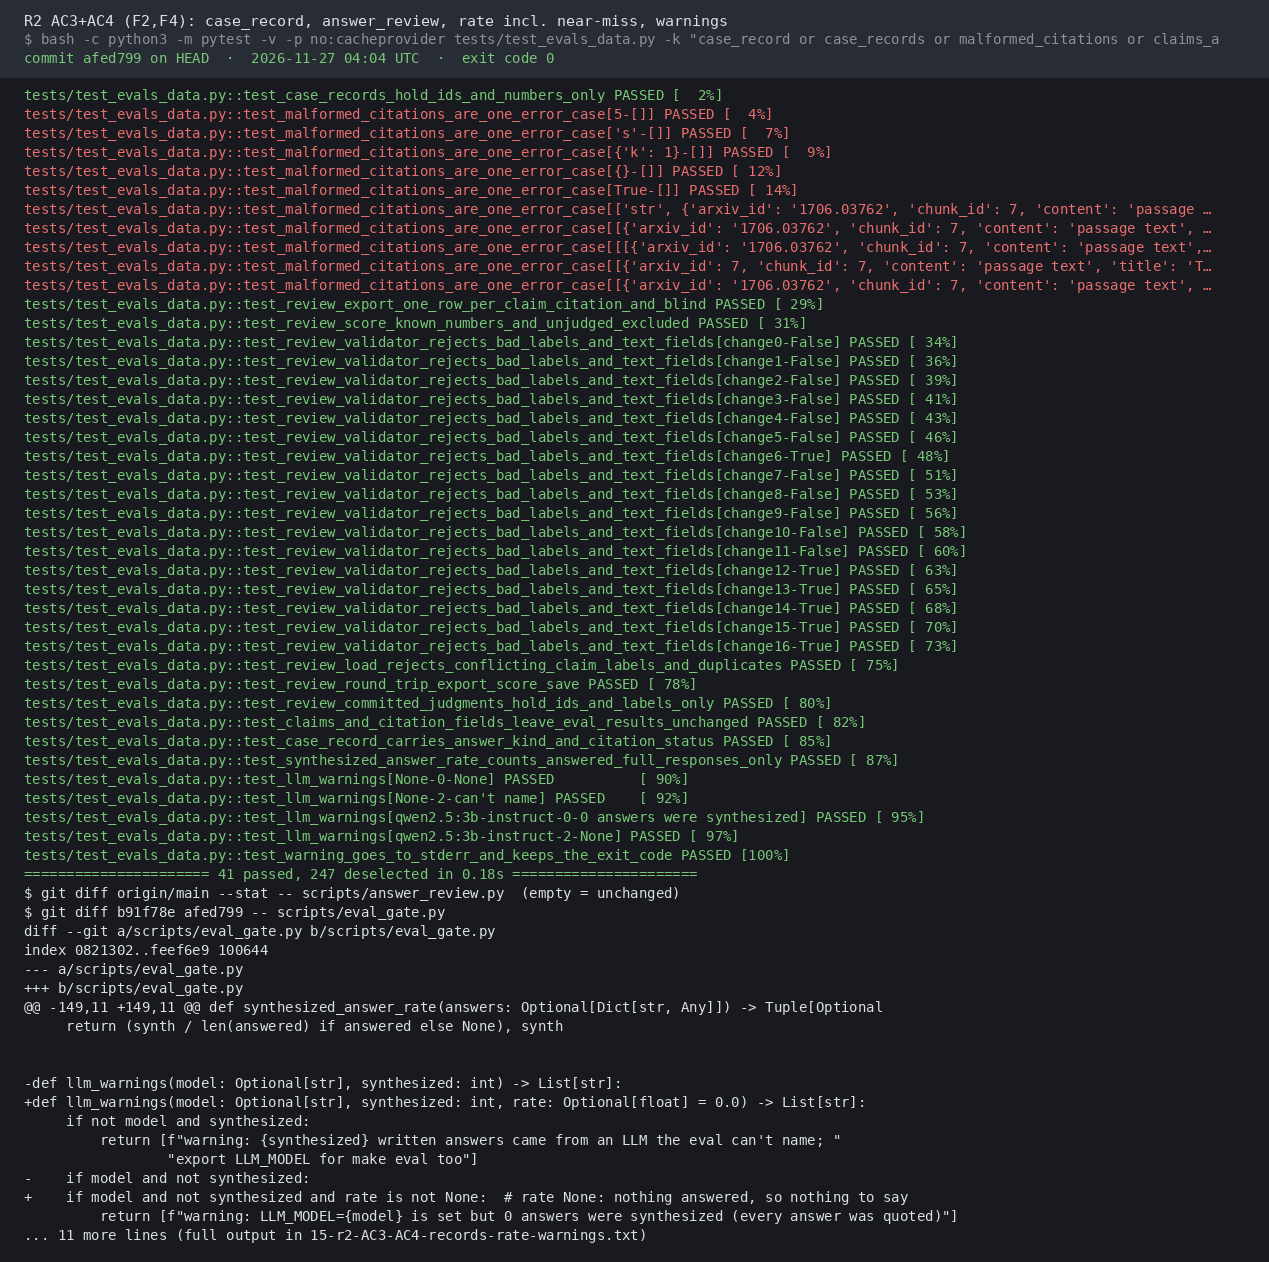 R2 AC3+AC4 (F2,F4): case_record, answer_review, rate incl. near-miss, warnings
$ bash -c python3 -m pytest -v -p no:cacheprovider tests/test_evals_data.py -k "case_record or case_records or malformed_citations or claims_a
commit afed799 on HEAD  ·  2026-11-27 04:04 UTC  ·  exit code 0
tests/test_evals_data.py::test_case_records_hold_ids_and_numbers_only PASSED [  2%]
tests/test_evals_data.py::test_malformed_citations_are_one_error_case[5-[]] PASSED [  4%]
tests/test_evals_data.py::test_malformed_citations_are_one_error_case['s'-[]] PASSED [  7%]
tests/test_evals_data.py::test_malformed_citations_are_one_error_case[{'k': 1}-[]] PASSED [  9%]
tests/test_evals_data.py::test_malformed_citations_are_one_error_case[{}-[]] PASSED [ 12%]
tests/test_evals_data.py::test_malformed_citations_are_one_error_case[True-[]] PASSED [ 14%]
tests/test_evals_data.py::test_malformed_citations_are_one_error_case[['str', {'arxiv_id': '1706.03762', 'chunk_id': 7, 'content': 'passage …
tests/test_evals_data.py::test_malformed_citations_are_one_error_case[[{'arxiv_id': '1706.03762', 'chunk_id': 7, 'content': 'passage text', …
tests/test_evals_data.py::test_malformed_citations_are_one_error_case[[[{'arxiv_id': '1706.03762', 'chunk_id': 7, 'content': 'passage text',…
tests/test_evals_data.py::test_malformed_citations_are_one_error_case[[{'arxiv_id': 7, 'chunk_id': 7, 'content': 'passage text', 'title': 'T…
tests/test_evals_data.py::test_malformed_citations_are_one_error_case[[{'arxiv_id': '1706.03762', 'chunk_id': 7, 'content': 'passage text', …
tests/test_evals_data.py::test_review_export_one_row_per_claim_citation_and_blind PASSED [ 29%]
tests/test_evals_data.py::test_review_score_known_numbers_and_unjudged_excluded PASSED [ 31%]
tests/test_evals_data.py::test_review_validator_rejects_bad_labels_and_text_fields[change0-False] PASSED [ 34%]
tests/test_evals_data.py::test_review_validator_rejects_bad_labels_and_text_fields[change1-False] PASSED [ 36%]
tests/test_evals_data.py::test_review_validator_rejects_bad_labels_and_text_fields[change2-False] PASSED [ 39%]
tests/test_evals_data.py::test_review_validator_rejects_bad_labels_and_text_fields[change3-False] PASSED [ 41%]
tests/test_evals_data.py::test_review_validator_rejects_bad_labels_and_text_fields[change4-False] PASSED [ 43%]
tests/test_evals_data.py::test_review_validator_rejects_bad_labels_and_text_fields[change5-False] PASSED [ 46%]
tests/test_evals_data.py::test_review_validator_rejects_bad_labels_and_text_fields[change6-True] PASSED [ 48%]
tests/test_evals_data.py::test_review_validator_rejects_bad_labels_and_text_fields[change7-False] PASSED [ 51%]
tests/test_evals_data.py::test_review_validator_rejects_bad_labels_and_text_fields[change8-False] PASSED [ 53%]
tests/test_evals_data.py::test_review_validator_rejects_bad_labels_and_text_fields[change9-False] PASSED [ 56%]
tests/test_evals_data.py::test_review_validator_rejects_bad_labels_and_text_fields[change10-False] PASSED [ 58%]
tests/test_evals_data.py::test_review_validator_rejects_bad_labels_and_text_fields[change11-False] PASSED [ 60%]
tests/test_evals_data.py::test_review_validator_rejects_bad_labels_and_text_fields[change12-True] PASSED [ 63%]
tests/test_evals_data.py::test_review_validator_rejects_bad_labels_and_text_fields[change13-True] PASSED [ 65%]
tests/test_evals_data.py::test_review_validator_rejects_bad_labels_and_text_fields[change14-True] PASSED [ 68%]
tests/test_evals_data.py::test_review_validator_rejects_bad_labels_and_text_fields[change15-True] PASSED [ 70%]
tests/test_evals_data.py::test_review_validator_rejects_bad_labels_and_text_fields[change16-True] PASSED [ 73%]
tests/test_evals_data.py::test_review_load_rejects_conflicting_claim_labels_and_duplicates PASSED [ 75%]
tests/test_evals_data.py::test_review_round_trip_export_score_save PASSED [ 78%]
tests/test_evals_data.py::test_review_committed_judgments_hold_ids_and_labels_only PASSED [ 80%]
tests/test_evals_data.py::test_claims_and_citation_fields_leave_eval_results_unchanged PASSED [ 82%]
tests/test_evals_data.py::test_case_record_carries_answer_kind_and_citation_status PASSED [ 85%]
tests/test_evals_data.py::test_synthesized_answer_rate_counts_answered_full_responses_only PASSED [ 87%]
tests/test_evals_data.py::test_llm_warnings[None-0-None] PASSED          [ 90%]
tests/test_evals_data.py::test_llm_warnings[None-2-can't name] PASSED    [ 92%]
tests/test_evals_data.py::test_llm_warnings[qwen2.5:3b-instruct-0-0 answers were synthesized] PASSED [ 95%]
tests/test_evals_data.py::test_llm_warnings[qwen2.5:3b-instruct-2-None] PASSED [ 97%]
tests/test_evals_data.py::test_warning_goes_to_stderr_and_keeps_the_exit_code PASSED [100%]
====================== 41 passed, 247 deselected in 0.18s ======================
$ git diff origin/main --stat -- scripts/answer_review.py  (empty = unchanged)
$ git diff b91f78e afed799 -- scripts/eval_gate.py
diff --git a/scripts/eval_gate.py b/scripts/eval_gate.py
index 0821302..feef6e9 100644
--- a/scripts/eval_gate.py
+++ b/scripts/eval_gate.py
@@ -149,11 +149,11 @@ def synthesized_answer_rate(answers: Optional[Dict[str, Any]]) -> Tuple[Optional
     return (synth / len(answered) if answered else None), synth
-def llm_warnings(model: Optional[str], synthesized: int) -> List[str]:
+def llm_warnings(model: Optional[str], synthesized: int, rate: Optional[float] = 0.0) -> List[str]:
     if not model and synthesized:
         return [f"warning: {synthesized} written answers came from an LLM the eval can't name; "
                 "export LLM_MODEL for make eval too"]
-    if model and not synthesized:
+    if model and not synthesized and rate is not None:  # rate None: nothing answered, so nothing to say
         return [f"warning: LLM_MODEL={model} is set but 0 answers were synthesized (every answer was quoted)"]
... 11 more lines (full output in 15-r2-AC3-AC4-records-rate-warnings.txt)